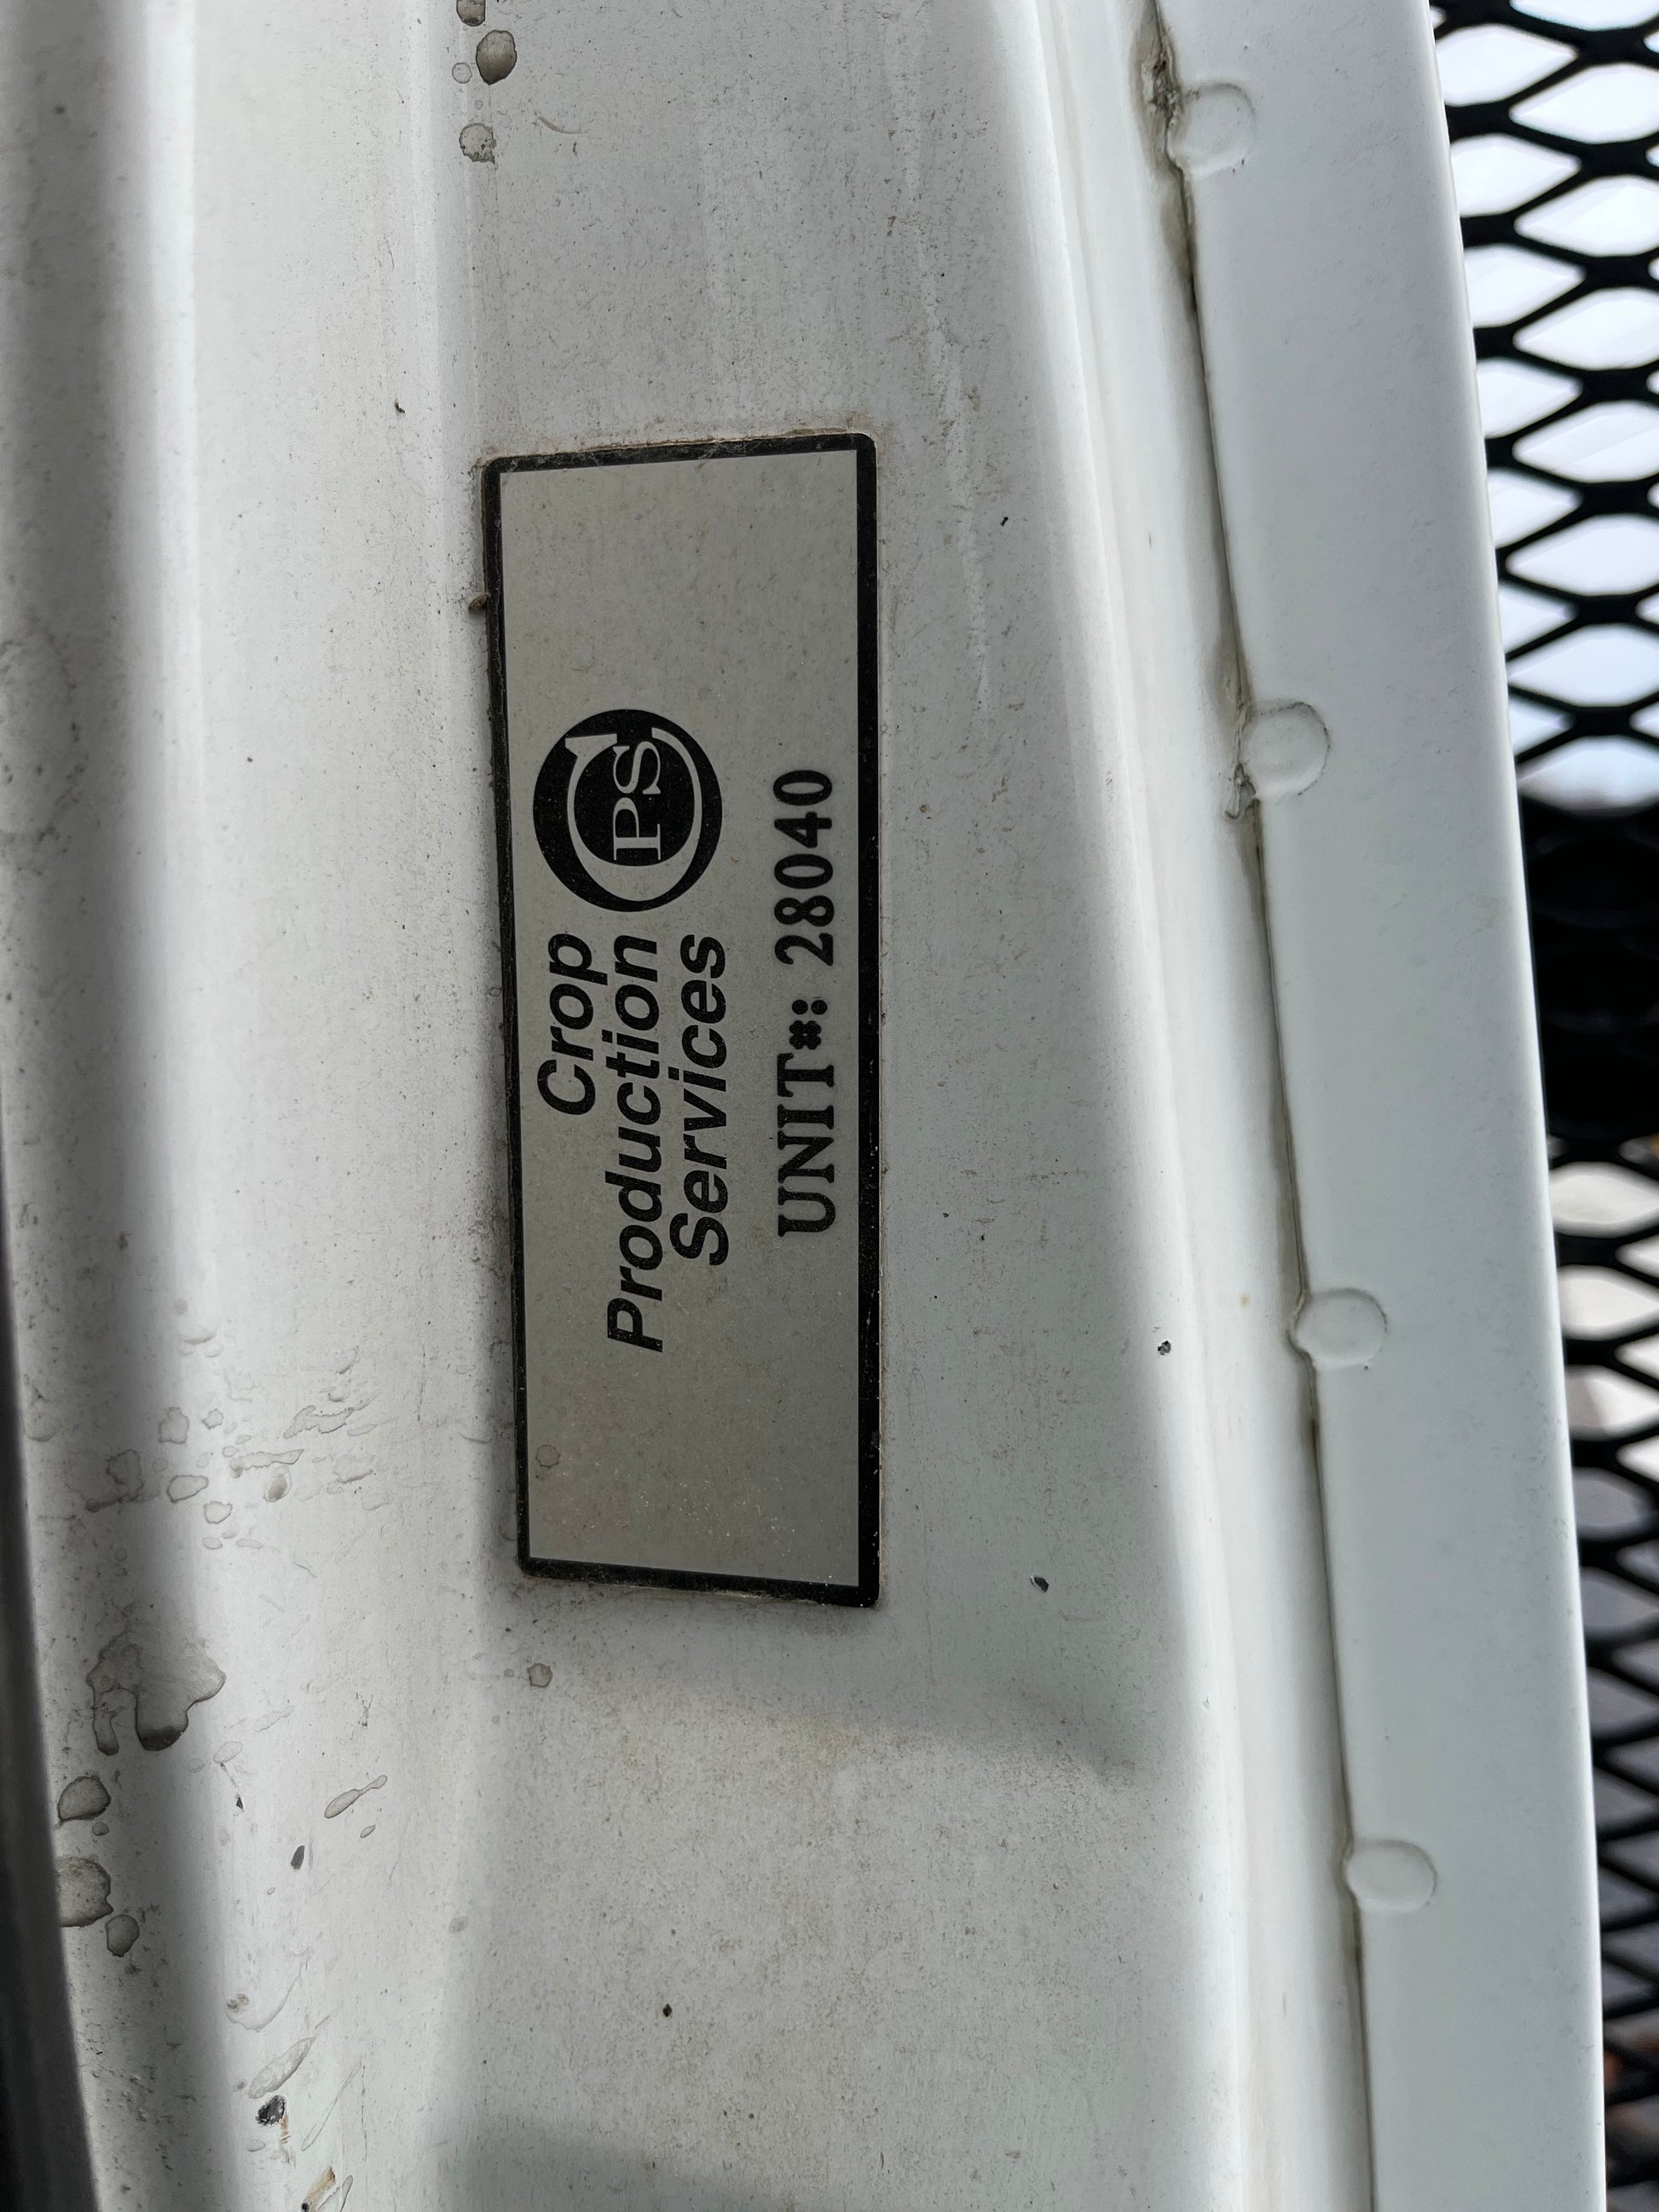 Crop
Production
Services
CPS
UNIT#: 28040